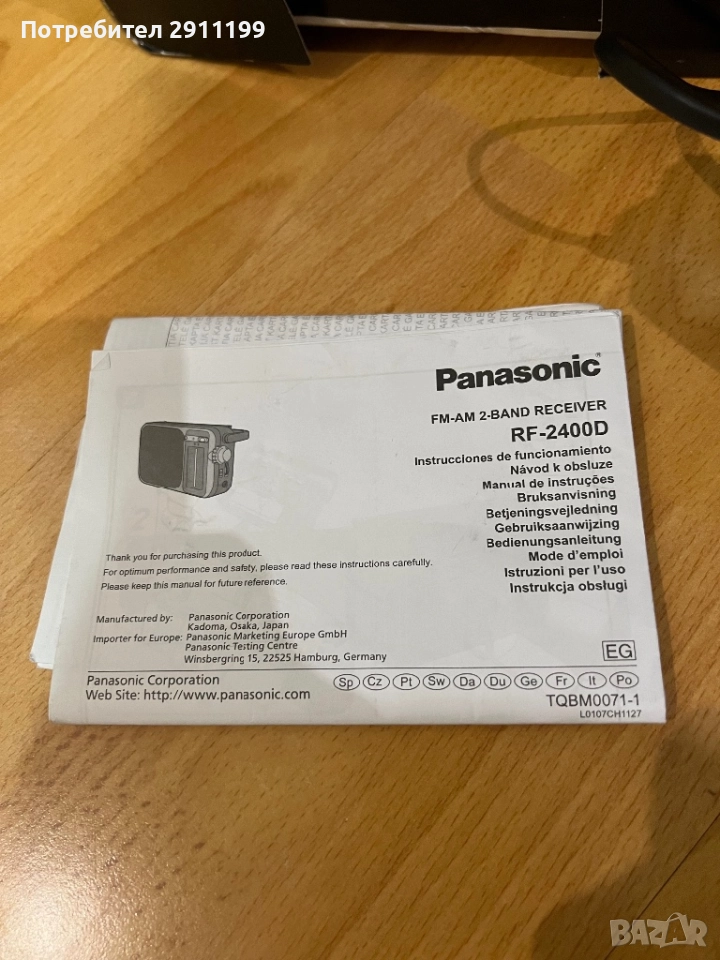 Потребител 2911199
Panasonic®
FM-AM 2-BAND RECEIVER
RF-2400D
Instrucciones de funcionamiento
Návod k obsluze
Manual de instruções
Bruksanvisning
Betjeningsvejledning
Gebruiksaanwijzing
Bedienungsanleitung
Mode d'emploi
Istruzioni per l'uso
Instrukcja obsługi
Thank you for purchasing this product.
For optimum performance and safety, please read these instructions carefully.
Please keep this manual for future reference.
Manufactured by: Panasonic Corporation
Kadoma, Osaka, Japan
Importer for Europe: Panasonic Marketing Europe GmbH
Panasonic Testing Centre
Winsbergring 15, 22525 Hamburg, Germany
EG
Panasonic Corporation
Web Site: http://www.panasonic.com
Sp Cz Pt Sw Da Du Ge Fr It Po
TQBM0071-1
L0107CH1127
BAZAR